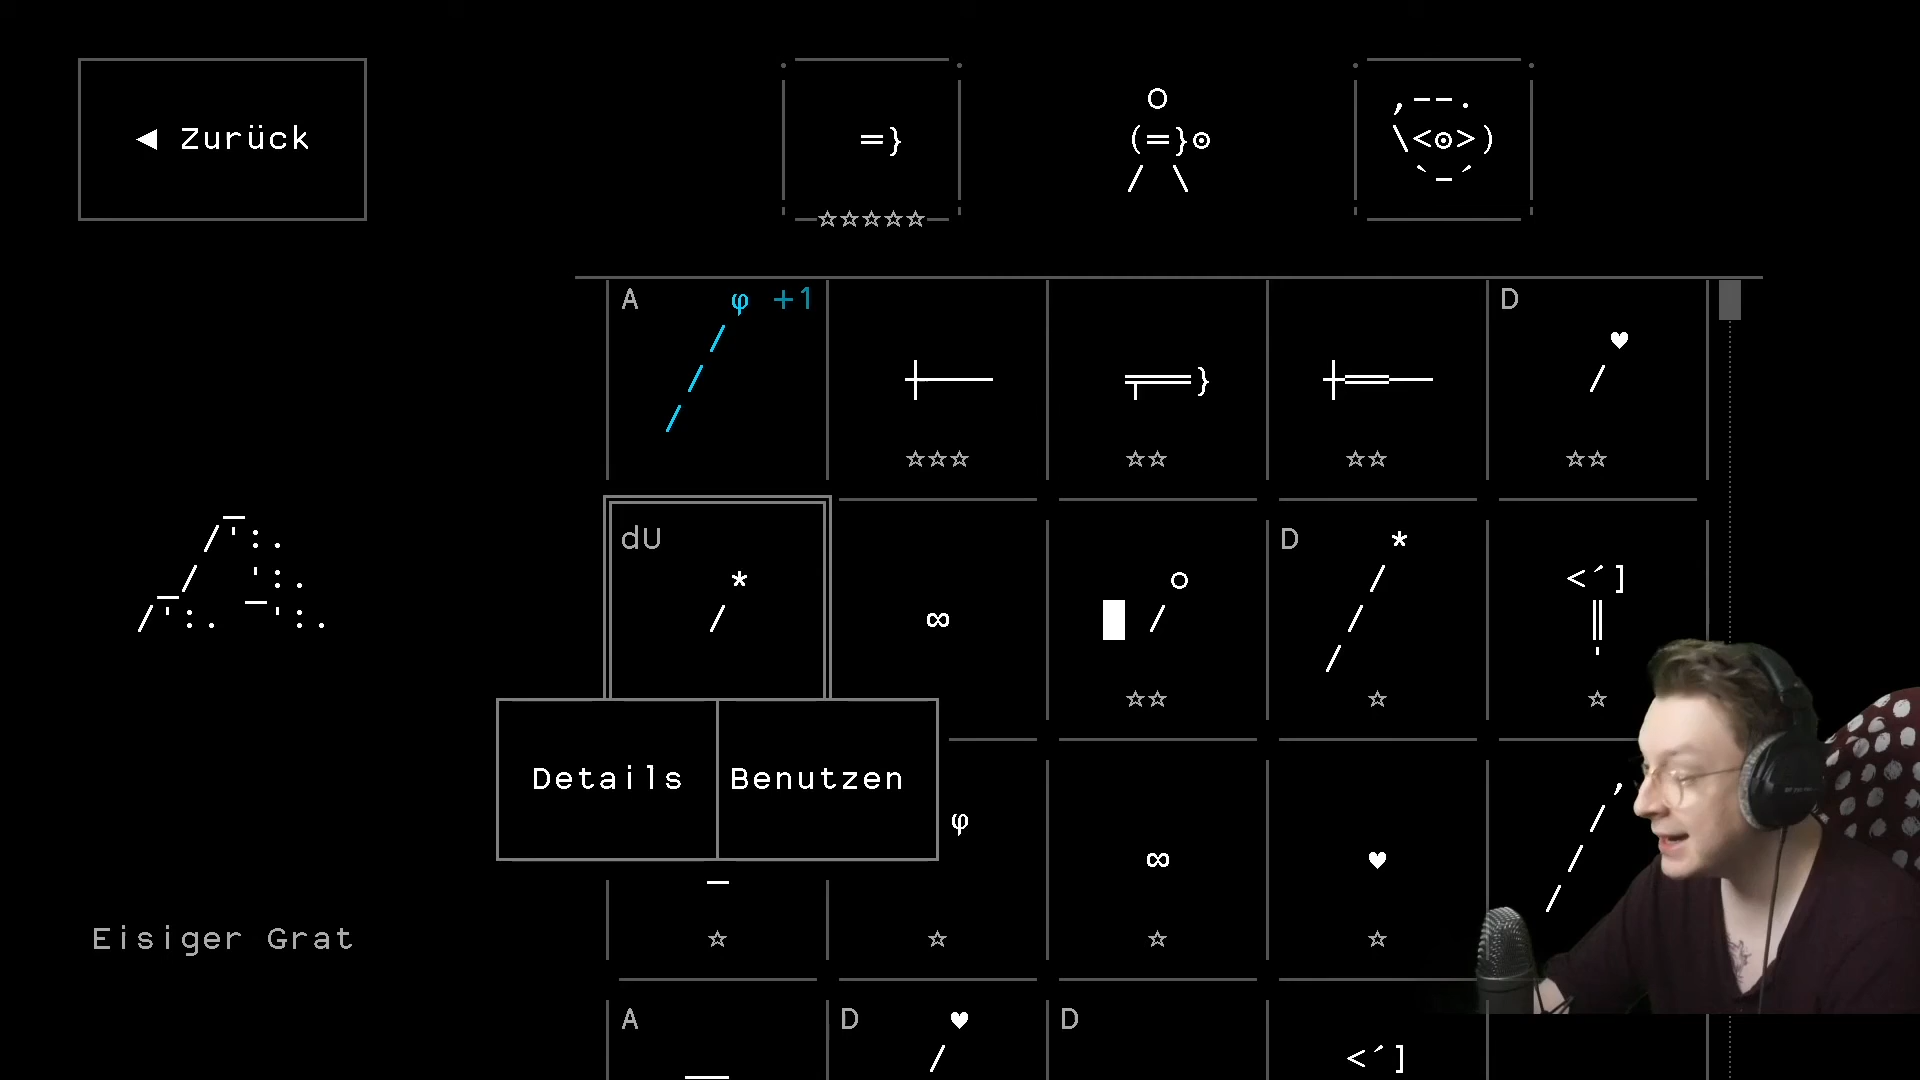 ◀ Zurück
A
φ +1
D
dU
D
Details
Benutzen
Eisiger Grat
A
D
D